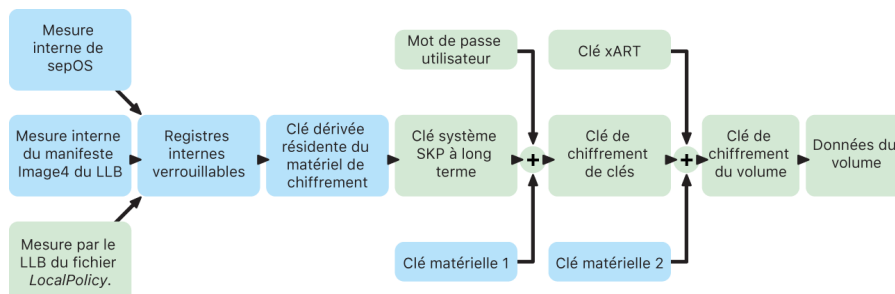 Mesure
interne de
sepOS
Mot de passe
utilisateur
Clé xART
Mesure interne
du manifeste
Image4 du LLB
Registres
internes
verrouillables
Clé dérivée
résidente du
matériel de
chiffrement
Clé système
SKP à long
terme
+
Clé de
chiffrement
de clés
+
Clé de
chiffrement
du volume
Données du
volume
Mesure par le
LLB du fichier
LocalPolicy.
Clé matérielle 1
Clé matérielle 2